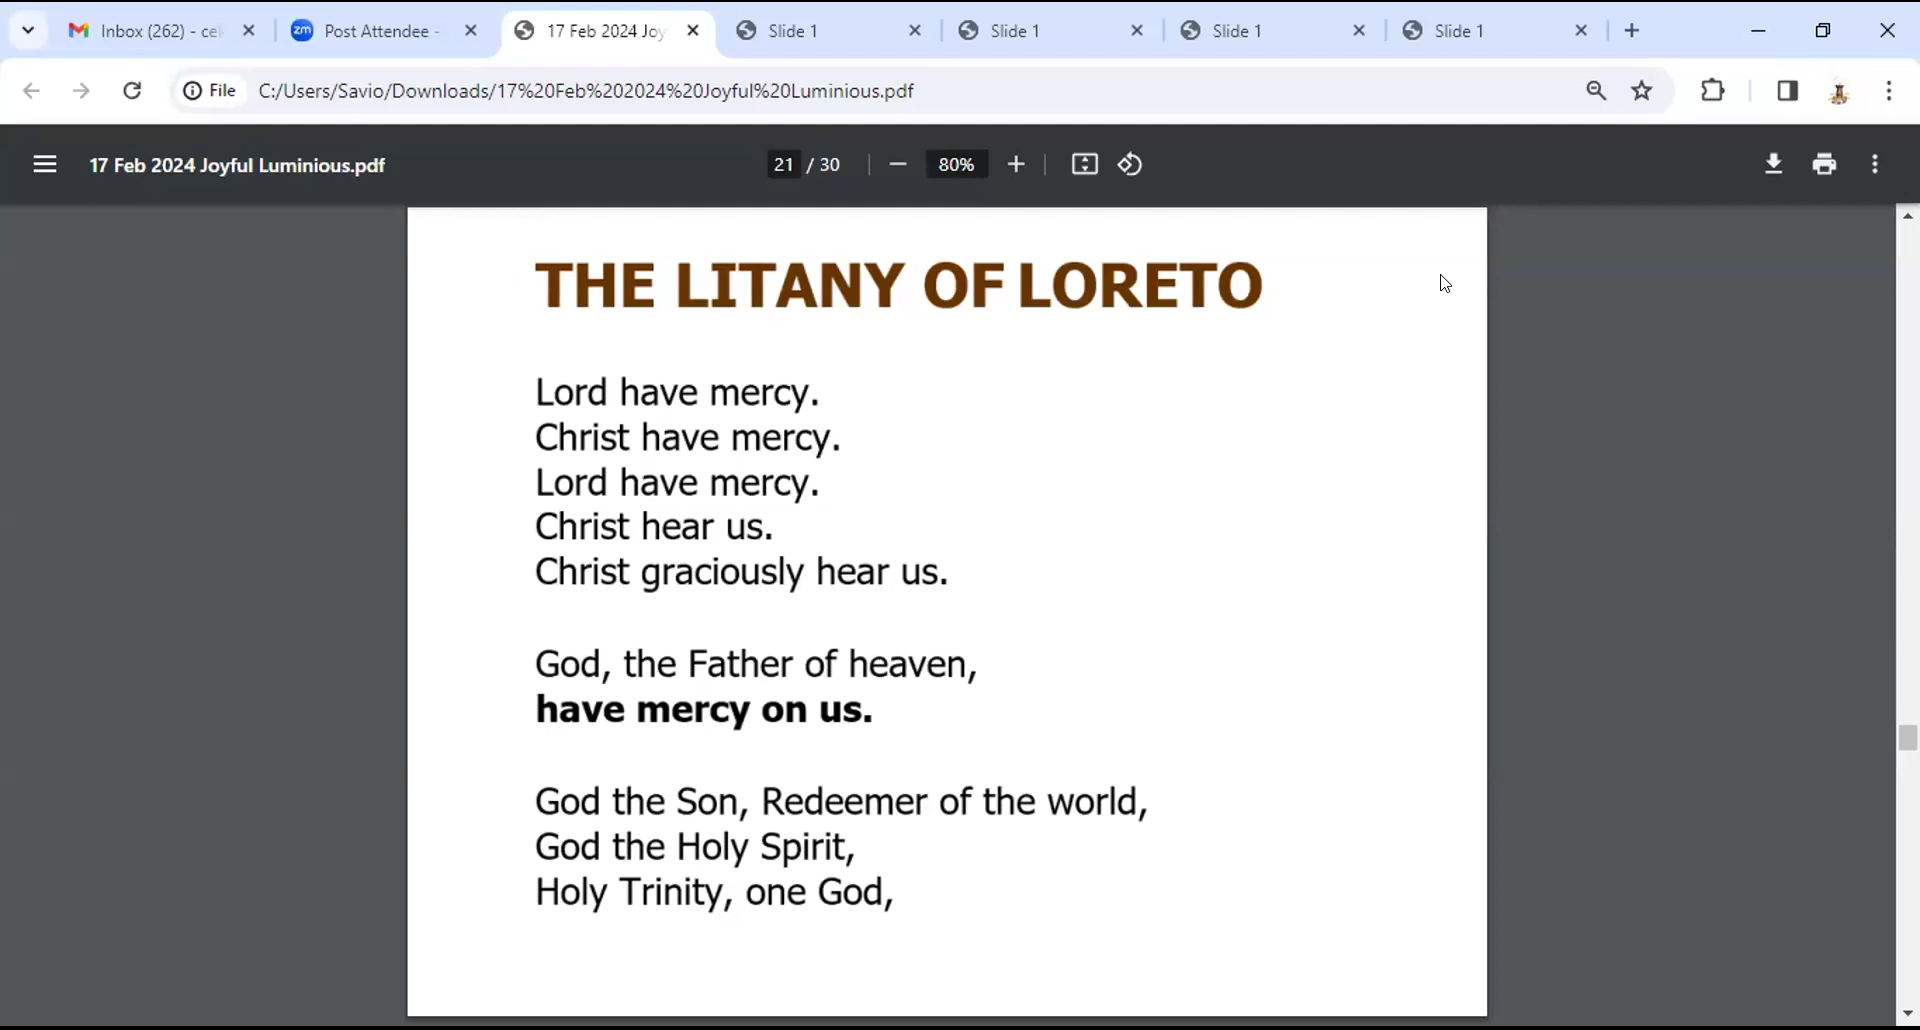 Inbox (262) - cel
Post Attendee -
17 Feb 2024 Joy
Slide 1
Slide 1
Slide 1
Slide 1
File
C:/Users/Savio/Downloads/17%20Feb%202024%20Joyful%20Luminious.pdf
17 Feb 2024 Joyful Luminious.pdf
21 / 30
80%
THE LITANY OF LORETO
Lord have mercy.
Christ have mercy.
Lord have mercy.
Christ hear us.
Christ graciously hear us.
God, the Father of heaven,
have mercy on us.
God the Son, Redeemer of the world,
God the Holy Spirit,
Holy Trinity, one God,